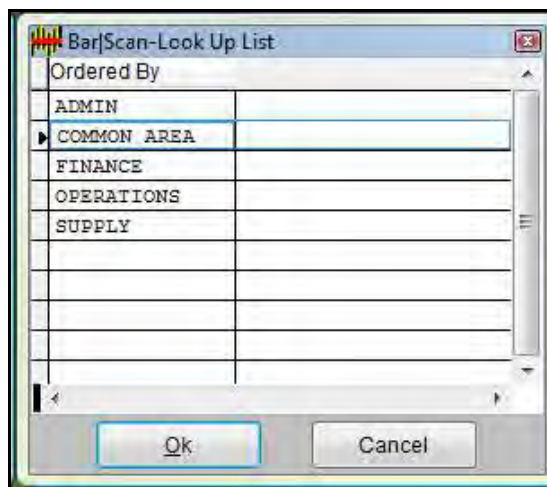 Bar|Scan-Look Up List
Ordered By
ADMIN
COMMON AREA
FINANCE
OPERATIONS
SUPPLY
Ok Cancel